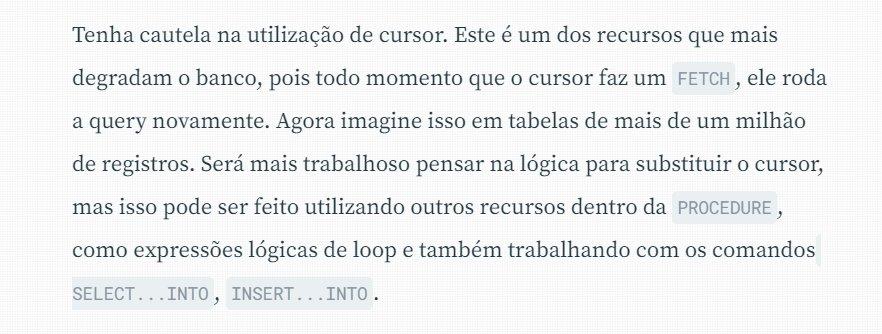 Tenha cautela na utilização de cursor. Este é um dos recursos que mais
degradam o banco, pois todo momento que o cursor faz um FETCH, ele roda
a query novamente. Agora imagine isso em tabelas de mais de um milhão
de registros. Será mais trabalhoso pensar na lógica para substituir o cursor,
mas isso pode ser feito utilizando outros recursos dentro da PROCEDURE,
como expressões lógicas de loop e também trabalhando com os comandos
SELECT...INTO, INSERT...INTO.